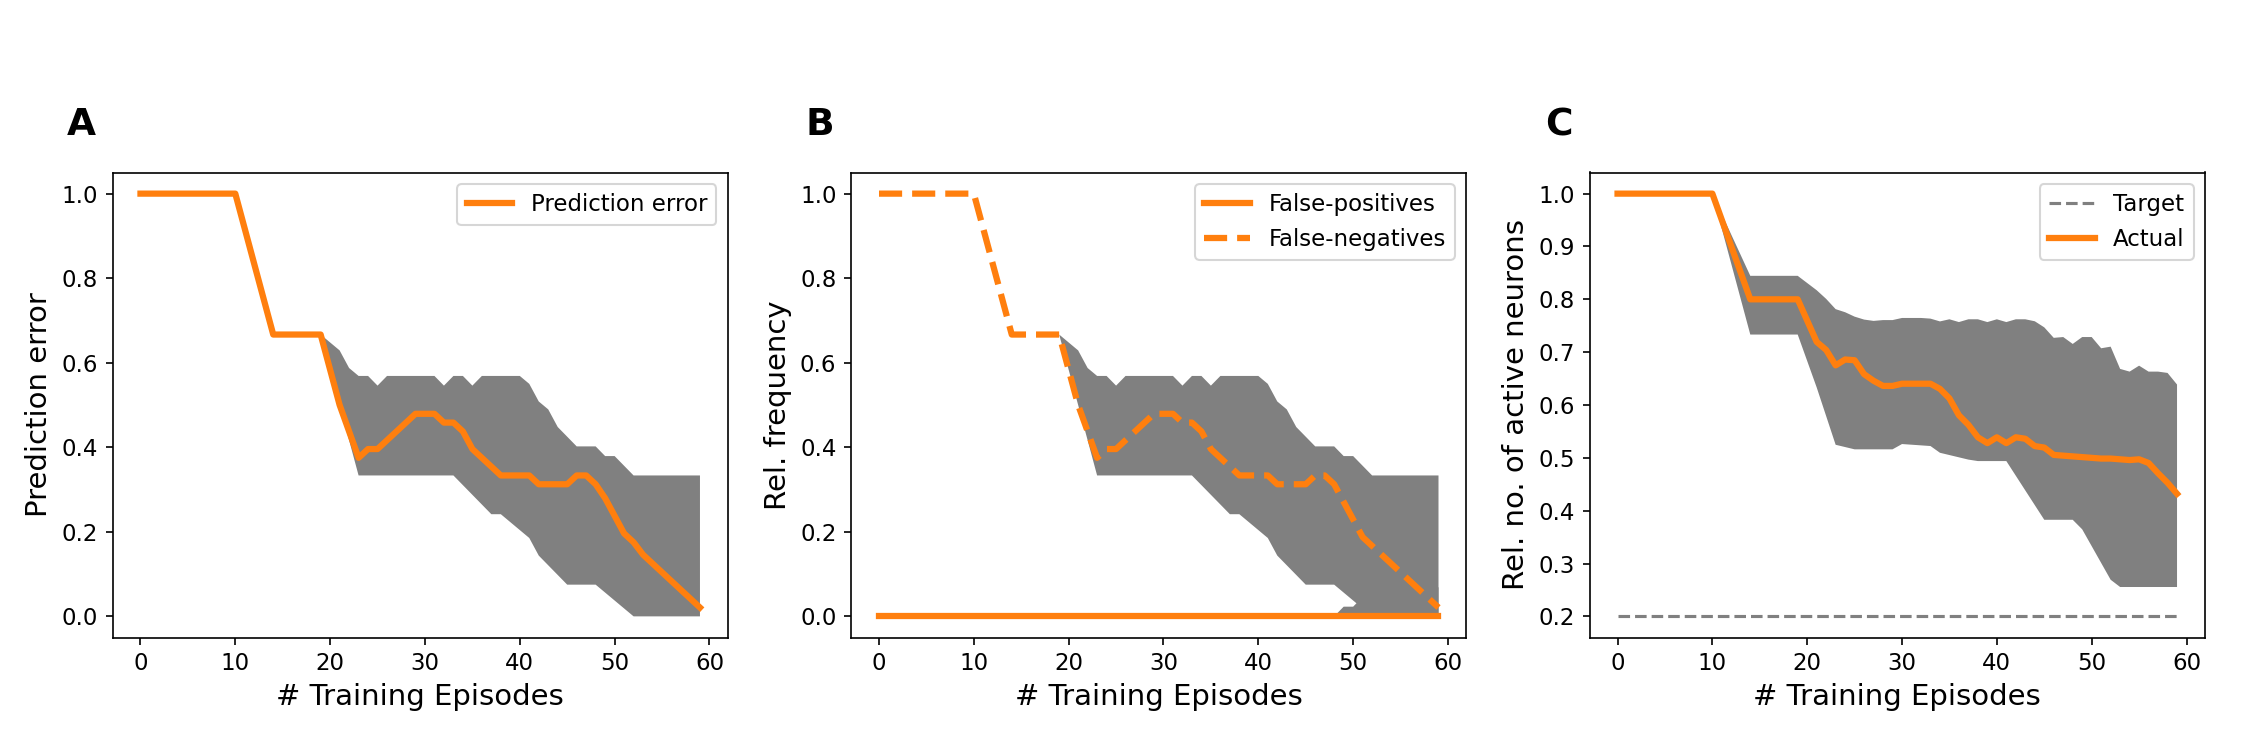 A
B
C
Prediction error
1.0
0.8
0.6
0.4
0.2
0.0
Prediction error
0 10 20 30 40 50 60
# Training Episodes
Rel. frequency
1.0
0.8
0.6
0.4
0.2
0.0
False-positives
False-negatives
0 10 20 30 40 50 60
# Training Episodes
Rel. no. of active neurons
1.0
0.9
0.8
0.7
0.6
0.5
0.4
0.3
0.2
Target
Actual
0 10 20 30 40 50 60
# Training Episodes